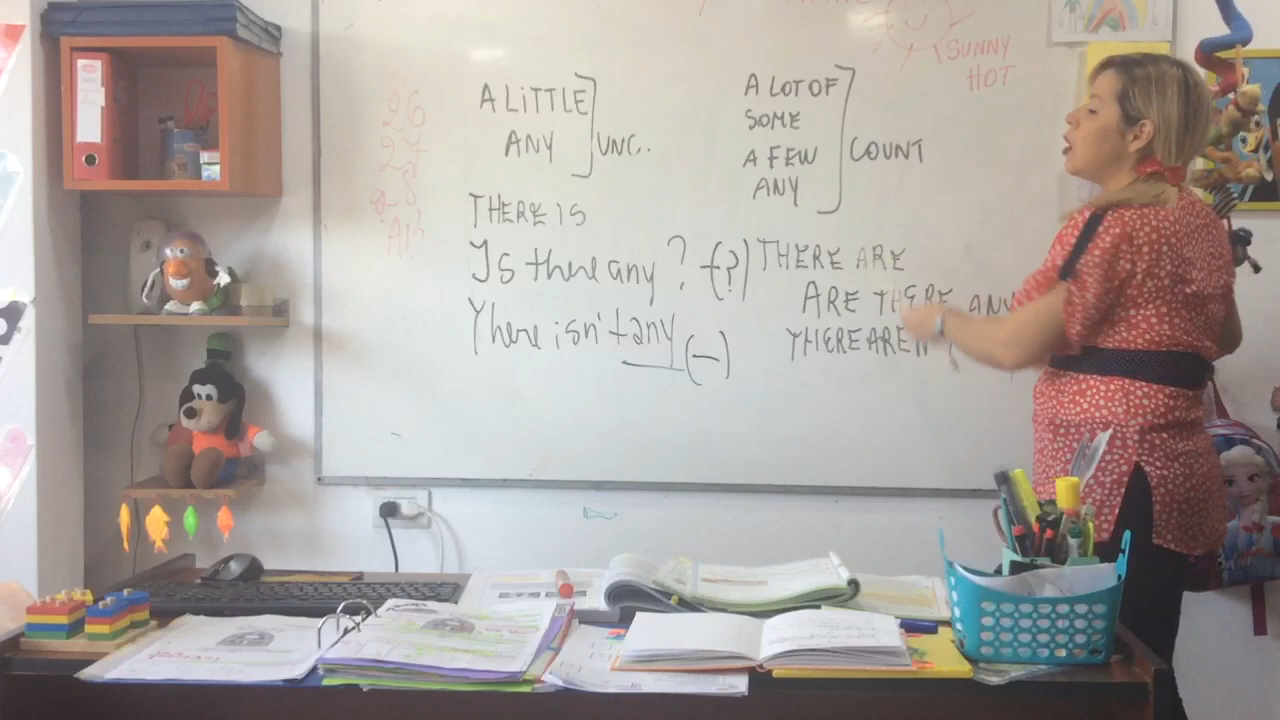 SUNNY
HOT
26
27
28
A LITTLE
ANY
UNC..
A LOT OF
SOME
A FEW
ANY
COUNT
THERE IS
Is there any? (?)
There isn't any (-)
THERE ARE
ARE THERE ANY
THERE AREN'T